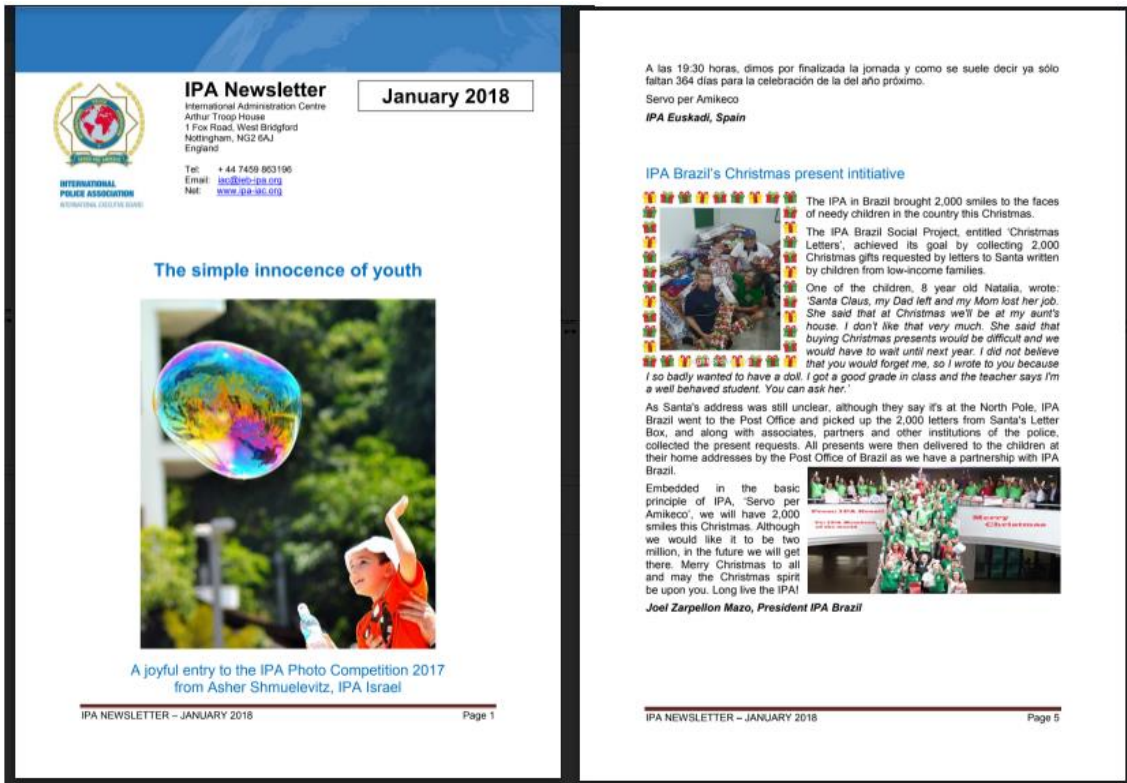 IPA Newsletter
International Administration Centre
Arthur Troop House
1 Fox Road, West Bridgford
Nottingham, NG2 6AJ
England
Tel: + 44 7459 863196
Email: iac@ieb-ipa.org
Net: www.ipa-iac.org
January 2018
INTERNATIONAL
POLICE ASSOCIATION
INTERNATIONAL EXECUTIVE BOARD
The simple innocence of youth
A joyful entry to the IPA Photo Competition 2017
from Asher Shmuelevitz, IPA Israel
IPA NEWSLETTER – JANUARY 2018 Page 1
A las 19:30 horas, dimos por finalizada la jornada y como se suele decir ya sólo
faltan 364 días para la celebración de la del año próximo.
Servo per Amikeco
IPA Euskadi, Spain
IPA Brazil's Christmas present intitiative
The IPA in Brazil brought 2,000 smiles to the faces
of needy children in the country this Christmas.
The IPA Brazil Social Project, entitled 'Christmas
Letters', achieved its goal by collecting 2,000
Christmas gifts requested by letters to Santa written
by children from low-income families.
One of the children, 8 year old Natalia, wrote:
'Santa Claus, my Dad left and my Mom lost her job.
She said that at Christmas we'll be at my aunt's
house. I don't like that very much. She said that
buying Christmas presents would be difficult and we
would have to wait until next year. I did not believe
that you would forget me, so I wrote to you because
I so badly wanted to have a doll. I got a good grade in class and the teacher says I'm
a well behaved student. You can ask her.'
As Santa's address was still unclear, although they say it's at the North Pole, IPA
Brazil went to the Post Office and picked up the 2,000 letters from Santa's Letter
Box, and along with associates, partners and other institutions of the police,
collected the present requests. All presents were then delivered to the children at
their home addresses by the Post Office of Brazil as we have a partnership with IPA
Brazil.
Embedded in the basic
principle of IPA, 'Servo per
Amikeco', we will have 2,000
smiles this Christmas. Although
we would like it to be two
million, in the future we will get
there. Merry Christmas to all
and may the Christmas spirit
be upon you. Long live the IPA!
From: IPA Brazil
To: IPA Members
of the world
Merry
Christmas
Joel Zarpellon Mazo, President IPA Brazil
IPA NEWSLETTER – JANUARY 2018 Page 5